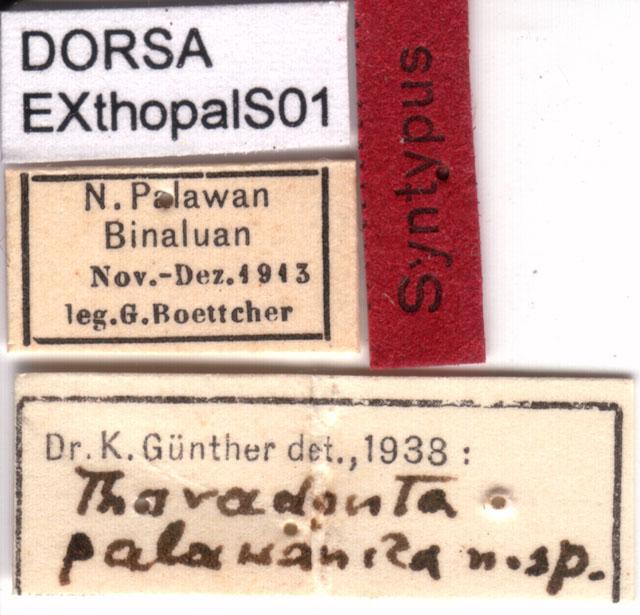 DORSA
EXthopalS01
Syntypus
N. Palawan
Binaluan
Nov.-Dez.1913
leg.G.Boettcher
Dr. K. Günther det., 1938 :
Tharadonta
palawanica n.sp.